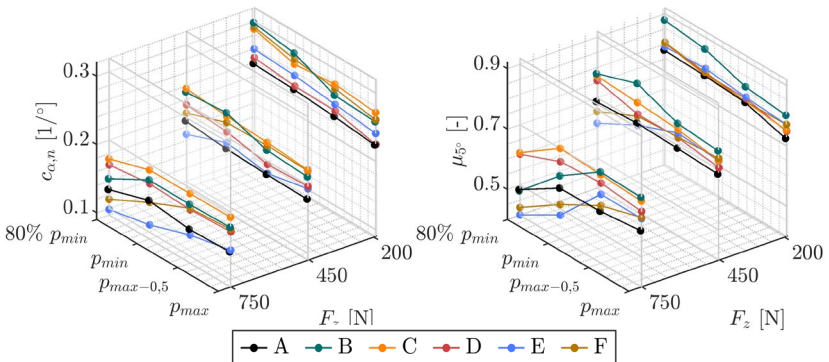 c_{α,n} [1/°]
0.3
0.2
0.1
80% p_{min}
p_{min}
p_{max−0,5}
p_{max}
750
450
200
F_z [N]
μ_{5°} [-]
0.9
0.7
0.5
80% p_{min}
p_{min}
p_{max−0,5}
p_{max}
750
450
200
F_z [N]
A B C D E F